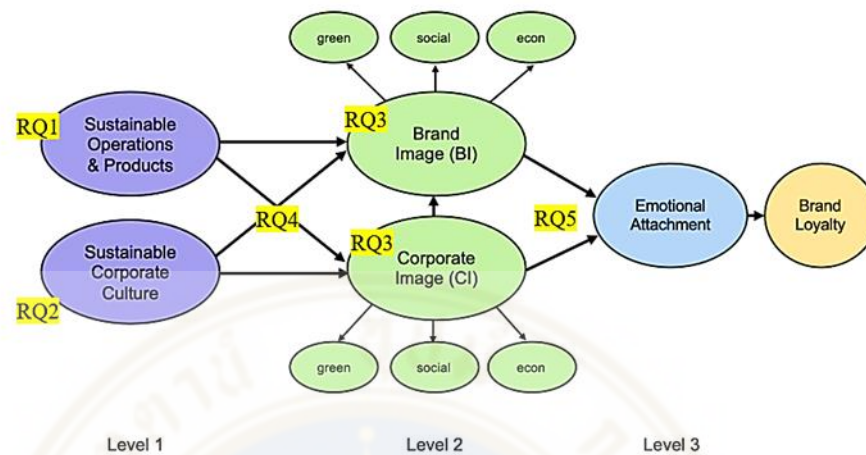 green
social
econ
RQ1
Sustainable
Operations
& Products
RQ3
Brand
Image (BI)
RQ4
RQ5
Emotional
Attachment
Brand
Loyalty
Sustainable
Corporate
Culture
RQ2
RQ3
Corporate
Image (CI)
green
social
econ
Level 1
Level 2
Level 3